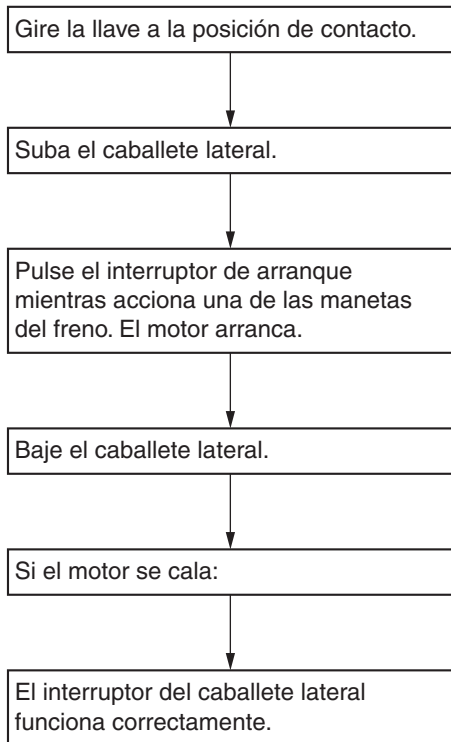 Gire la llave a la posición de contacto.
Suba el caballete lateral.
Pulse el interruptor de arranque
mientras acciona una de las manetas
del freno. El motor arranca.
Baje el caballete lateral.
Si el motor se cala:
El interruptor del caballete lateral
funciona correctamente.